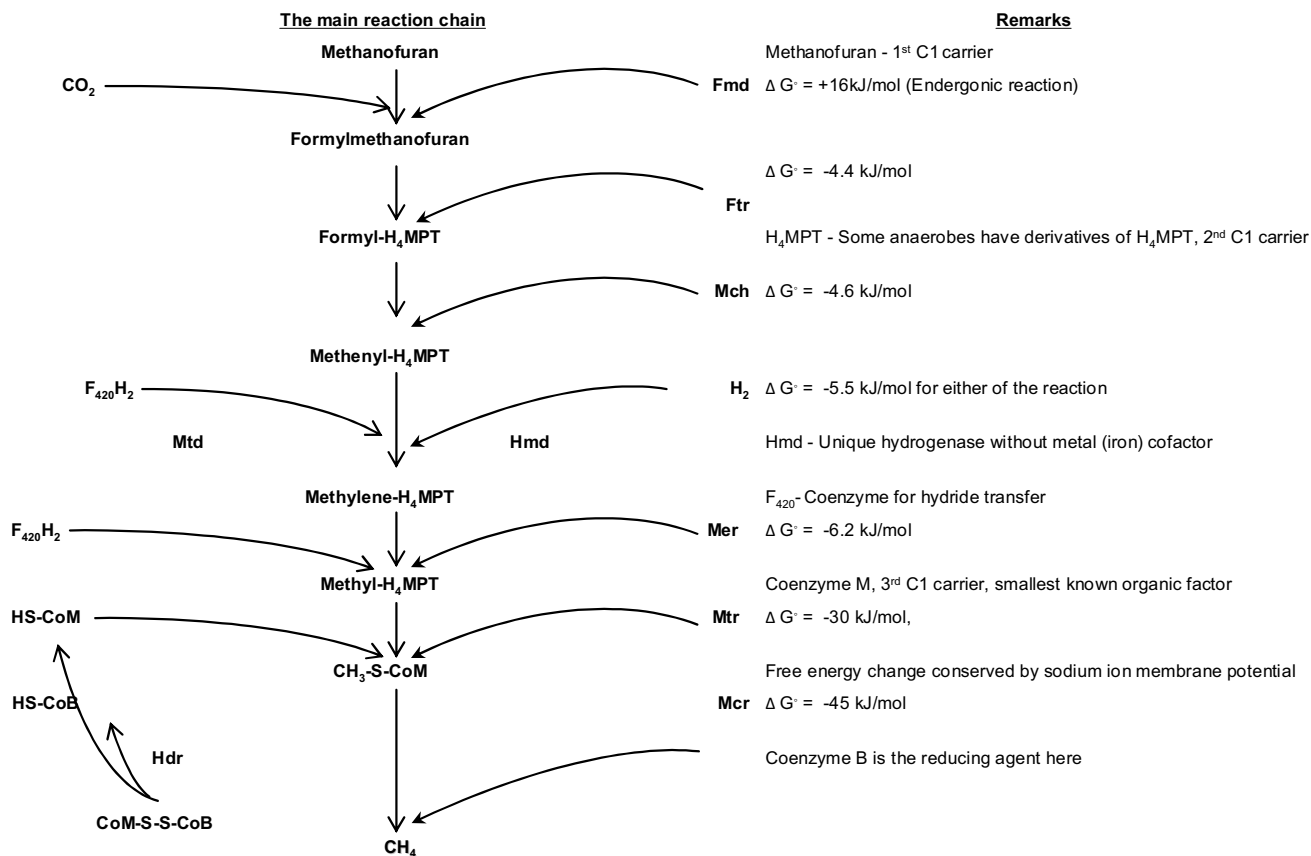 The main reaction chain Remarks
Methanofuran Methanofuran - 1st C1 carrier
CO₂ Fmd Δ G◦ = +16kJ/mol (Endergonic reaction)
Formylmethanofuran
Δ G◦ = -4.4 kJ/mol
Ftr
Formyl-H₄MPT H₄MPT - Some anaerobes have derivatives of H₄MPT, 2nd C1 carrier
Mch Δ G◦ = -4.6 kJ/mol
Methenyl-H₄MPT
F₄₂₀H₂ H₂ Δ G◦ = -5.5 kJ/mol for either of the reaction
Mtd Hmd Hmd - Unique hydrogenase without metal (iron) cofactor
Methylene-H₄MPT F₄₂₀- Coenzyme for hydride transfer
F₄₂₀H₂ Mer Δ G◦ = -6.2 kJ/mol
Methyl-H₄MPT Coenzyme M, 3rd C1 carrier, smallest known organic factor
HS-CoM Mtr Δ G◦ = -30 kJ/mol,
CH₃-S-CoM Free energy change conserved by sodium ion membrane potential
HS-CoB Mcr Δ G◦ = -45 kJ/mol
Hdr Coenzyme B is the reducing agent here
CoM-S-S-CoB
CH₄